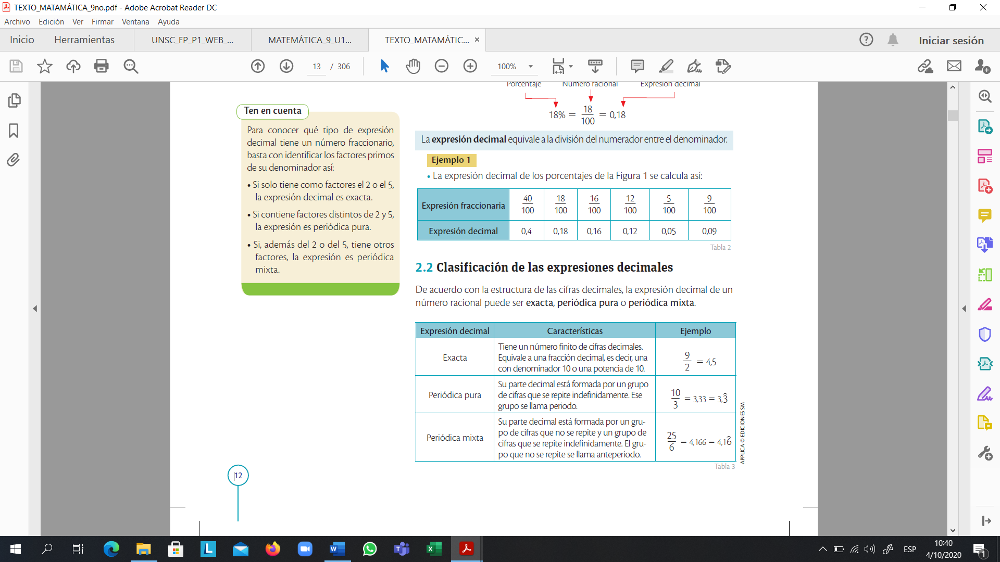 TEXTO_MATAMÁTICA_9no.pdf - Adobe Acrobat Reader DC
Archivo Edición Ver Firmar Ventana Ayuda
Inicio Herramientas UNSC_FP_P1_WEB_... MATEMÁTICA_9_U1... TEXTO_MATAMÁTIC... Iniciar sesión
13 / 306 100%
Porcentaje Número racional Expresión decimal
18% = 18/100 = 0,18
Ten en cuenta
Para conocer qué tipo de expresión
decimal tiene un número fraccionario,
basta con identificar los factores primos
de su denominador así:
• Si solo tiene como factores el 2 o el 5,
la expresión decimal es exacta.
• Si contiene factores distintos de 2 y 5,
la expresión es periódica pura.
• Si, además del 2 o del 5, tiene otros
factores, la expresión es periódica
mixta.
La expresión decimal equivale a la división del numerador entre el denominador.
Ejemplo 1
• La expresión decimal de los porcentajes de la Figura 1 se calcula así:
Expresión fraccionaria 40/100 18/100 16/100 12/100 5/100 9/100
Expresión decimal 0,4 0,18 0,16 0,12 0,05 0,09
Tabla 2
2.2 Clasificación de las expresiones decimales
De acuerdo con la estructura de las cifras decimales, la expresión decimal de un
número racional puede ser exacta, periódica pura o periódica mixta.
Expresión decimal Características Ejemplo
Exacta
Tiene un número finito de cifras decimales.
Equivale a una fracción decimal, es decir, una
con denominador 10 o una potencia de 10.
9/2 = 4,5
Periódica pura
Su parte decimal está formada por un grupo
de cifras que se repite indefinidamente. Ese
grupo se llama periodo.
10/3 = 3,33 = 3,3̑
Periódica mixta
Su parte decimal está formada por un gru-
po de cifras que no se repite y un grupo de
cifras que se repite indefinidamente. El gru-
po que no se repite se llama anteperiodo.
25/6 = 4,166 = 4,16̑
Tabla 3
APPLICA © EDICIONES SM
12
ESP
10:40
4/10/2020
1